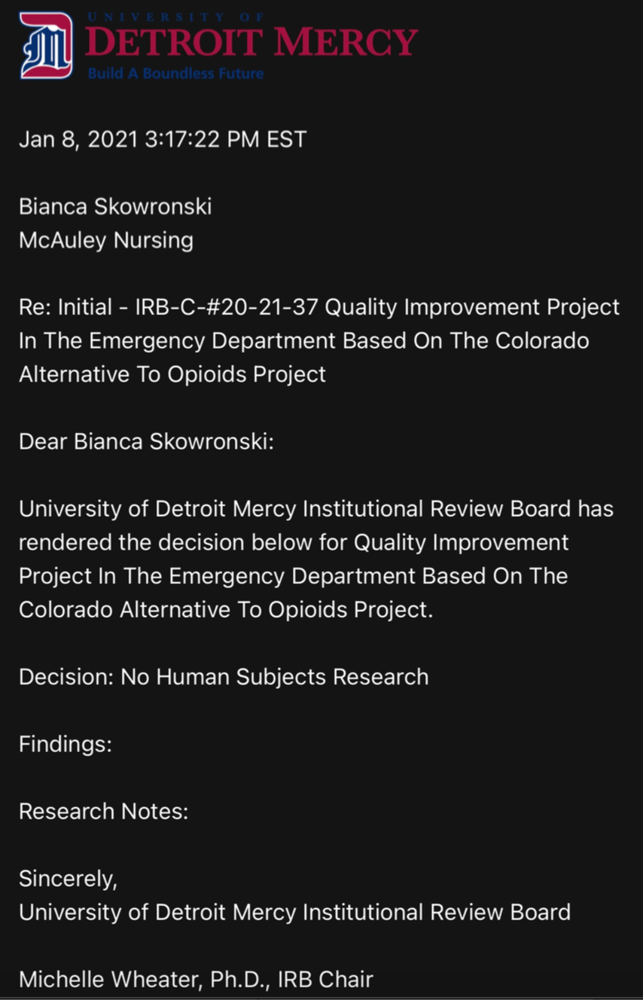 UNIVERSITY OF
DETROIT MERCY
Build A Boundless Future
Jan 8, 2021 3:17:22 PM EST
Bianca Skowronski
McAuley Nursing
Re: Initial - IRB-C-#20-21-37 Quality Improvement Project
In The Emergency Department Based On The Colorado
Alternative To Opioids Project
Dear Bianca Skowronski:
University of Detroit Mercy Institutional Review Board has
rendered the decision below for Quality Improvement
Project In The Emergency Department Based On The
Colorado Alternative To Opioids Project.
Decision: No Human Subjects Research
Findings:
Research Notes:
Sincerely,
University of Detroit Mercy Institutional Review Board
Michelle Wheater, Ph.D., IRB Chair